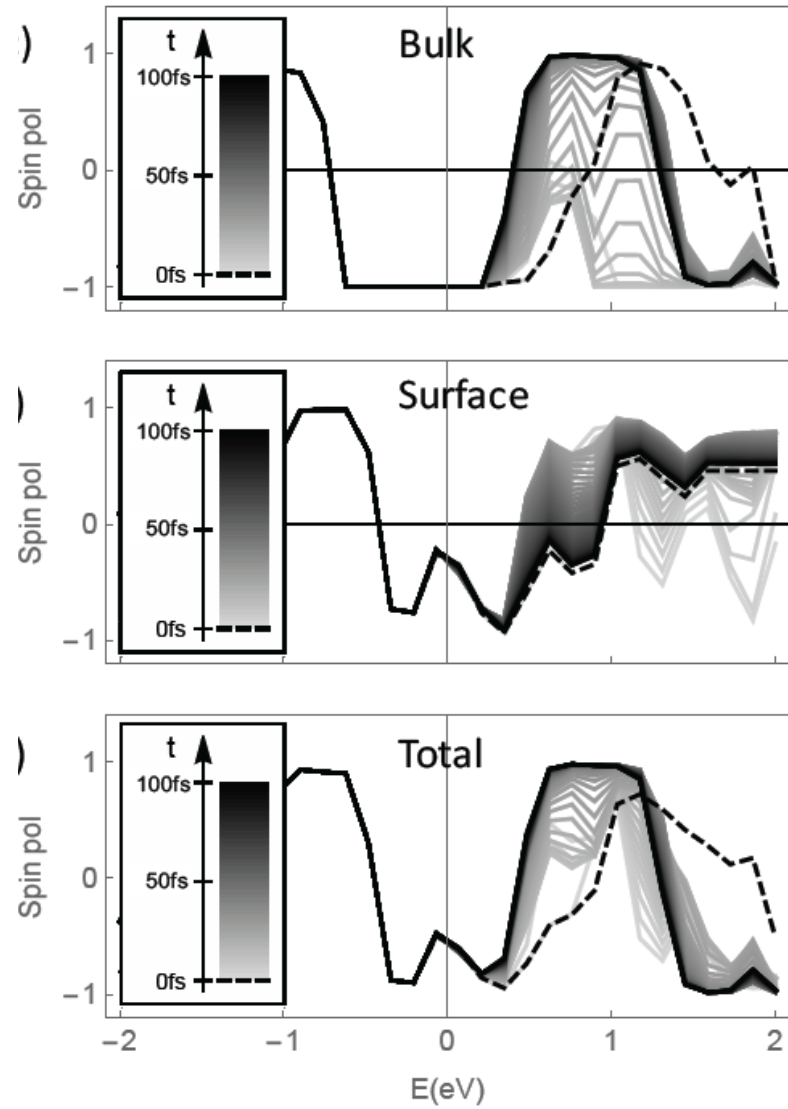 )
Bulk
t
100fs
50fs
0fs
Spin pol
1
0
−1
)
Surface
t
100fs
50fs
0fs
Spin pol
1
0
−1
)
Total
t
100fs
50fs
0fs
Spin pol
1
0
−1
−2
−1
0
1
2
E(eV)